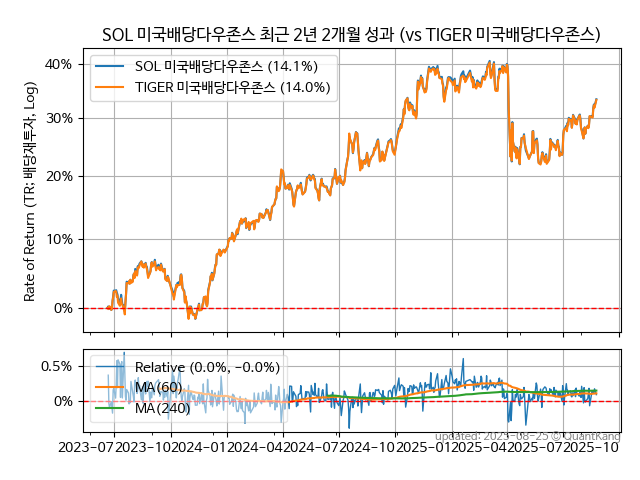 SOL 미국배당다우존스 최근 2년 2개월 성과 (vs TIGER 미국배당다우존스)
Rate of Return (TR: 배당재투자, Log)
40%
30%
20%
10%
0%
SOL 미국배당다우존스 (14.1%)
TIGER 미국배당다우존스 (14.0%)
0.5%
0%
Relative (0.0%, −0.0%)
MA(60)
MA(240)
updated: 2025-08-25 © QuantKang
2023-07 2023-10 2024-01 2024-04 2024-07 2024-10 2025-01 2025-04 2025-07 2025-10